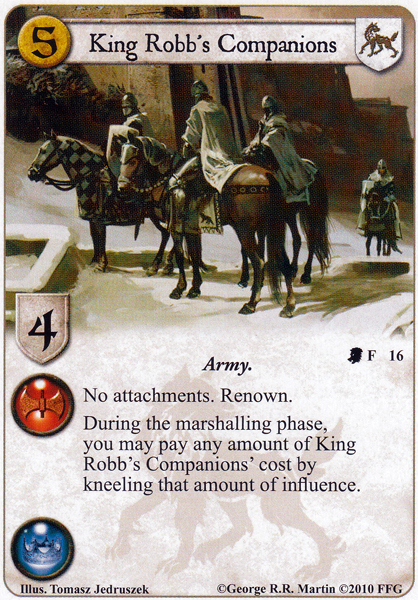 5 King Robb's Companions
4
F 16
Army.
No attachments. Renown.
During the marshalling phase,
you may pay any amount of King
Robb's Companions' cost by
kneeling that amount of influence.
Illus. Tomasz Jedruszek ©George R.R. Martin ©2010 FFG